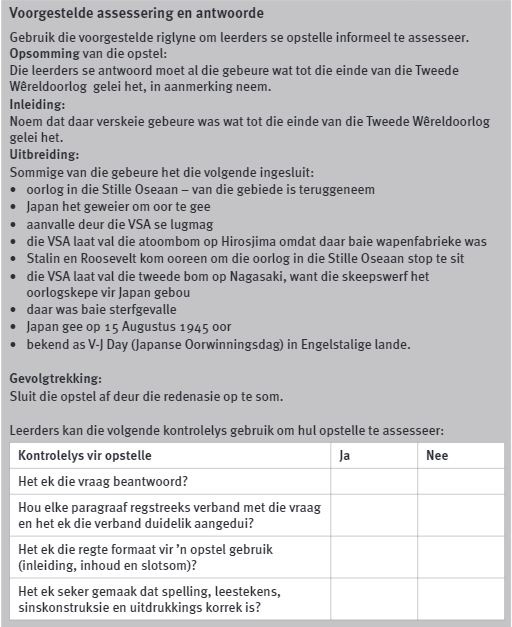 Voorgestelde assessering en antwoorde
Gebruik die voorgestelde riglyne om leerders se opstelle informeel te assesseer.
Opsomming van die opstel:
Die leerders se antwoord moet al die gebeure wat tot die einde van die Tweede
Wêreldoorlog gelei het, in aanmerking neem.
Inleiding:
Noem dat daar verskeie gebeure was wat tot die einde van die Tweede Wêreldoorlog
gelei het.
Uitbreiding:
Sommige van die gebeure het die volgende ingesluit:
• oorlog in die Stille Oseaan – van die gebiede is teruggeneem
• Japan het geweier om oor te gee
• aanvalle deur die VSA se lugmag
• die VSA laat val die atoombom op Hirosjima omdat daar baie wapenfabrieke was
• Stalin en Roosevelt kom ooreen om die oorlog in die Stille Oseaan stop te sit
• die VSA laat val die tweede bom op Nagasaki, want die skeepswerf het
oorlogskepe vir Japan gebou
• daar was baie sterfgevalle
• Japan gee op 15 Augustus 1945 oor
• bekend as V-J Day (Japanse Oorwinningsdag) in Engelstalige lande.
Gevolgtrekking:
Sluit die opstel af deur die redenasie op te som.
Leerders kan die volgende kontrolelys gebruik om hul opstelle te assesseer:
Kontrolelys vir opstelle Ja Nee
Het ek die vraag beantwoord?
Hou elke paragraaf regstreeks verband met die vraag
en het ek die verband duidelik aangedui?
Het ek die regte formaat vir ’n opstel gebruik
(inleiding, inhoud en slotsom)?
Het ek seker gemaak dat spelling, leestekens,
sinskonstruksie en uitdrukkings korrek is?